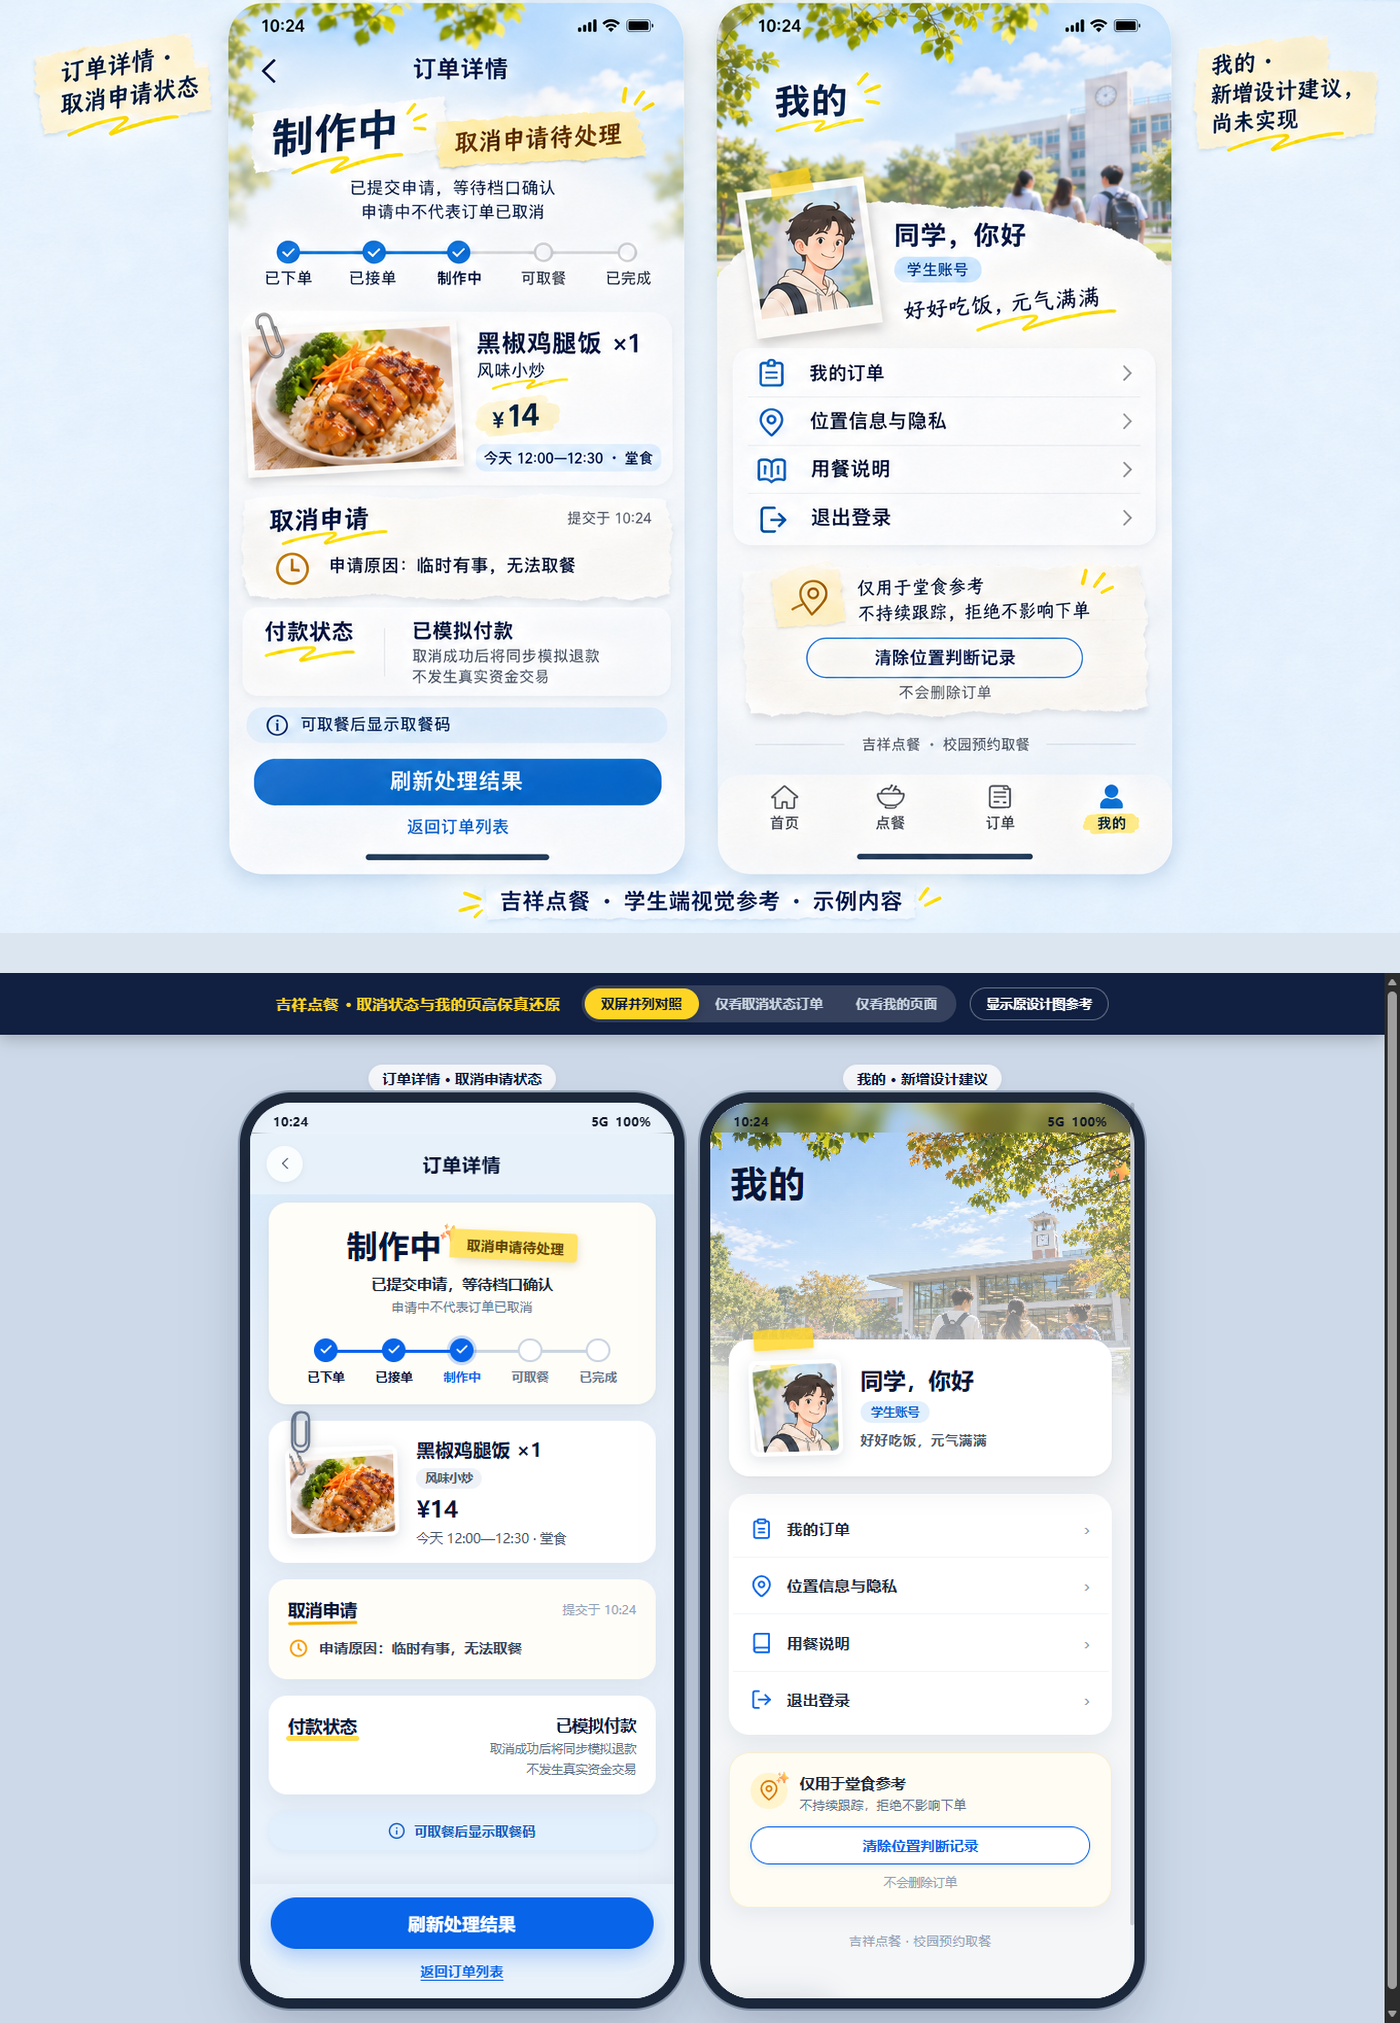 订单详情·
取消申请状态
10:24
订单详情
制作中
取消申请待处理
已提交申请，等待档口确认
申请中不代表订单已取消
已下单
已接单
制作中
可取餐
已完成
黑椒鸡腿饭 ×1
风味小炒
¥14
今天 12:00—12:30 · 堂食
取消申请
提交于 10:24
申请原因：临时有事，无法取餐
付款状态
已模拟付款
取消成功后将同步模拟退款
不发生真实资金交易
可取餐后显示取餐码
刷新处理结果
返回订单列表
10:24
我的
同学，你好
学生账号
好好吃饭，元气满满
我的订单
位置信息与隐私
用餐说明
退出登录
仅用于堂食参考
不持续跟踪，拒绝不影响下单
清除位置判断记录
不会删除订单
吉祥点餐 · 校园预约取餐
首页
点餐
订单
我的
我的·
新增设计建议，
尚未实现
吉祥点餐 · 学生端视觉参考 · 示例内容
吉祥点餐 • 取消状态与我的页高保真还原
双屏并列对照
仅看取消状态订单
仅看我的页面
显示原设计图参考
订单详情 • 取消申请状态
10:24
5G 100%
订单详情
制作中
取消申请待处理
已提交申请，等待档口确认
申请中不代表订单已取消
已下单
已接单
制作中
可取餐
已完成
黑椒鸡腿饭 ×1
风味小炒
¥14
今天 12:00—12:30 · 堂食
取消申请
提交于 10:24
申请原因：临时有事，无法取餐
付款状态
已模拟付款
取消成功后将同步模拟退款
不发生真实资金交易
可取餐后显示取餐码
刷新处理结果
返回订单列表
我的 • 新增设计建议
10:24
5G 100%
我的
同学，你好
学生账号
好好吃饭，元气满满
我的订单
位置信息与隐私
用餐说明
退出登录
仅用于堂食参考
不持续跟踪，拒绝不影响下单
清除位置判断记录
不会删除订单
吉祥点餐 · 校园预约取餐